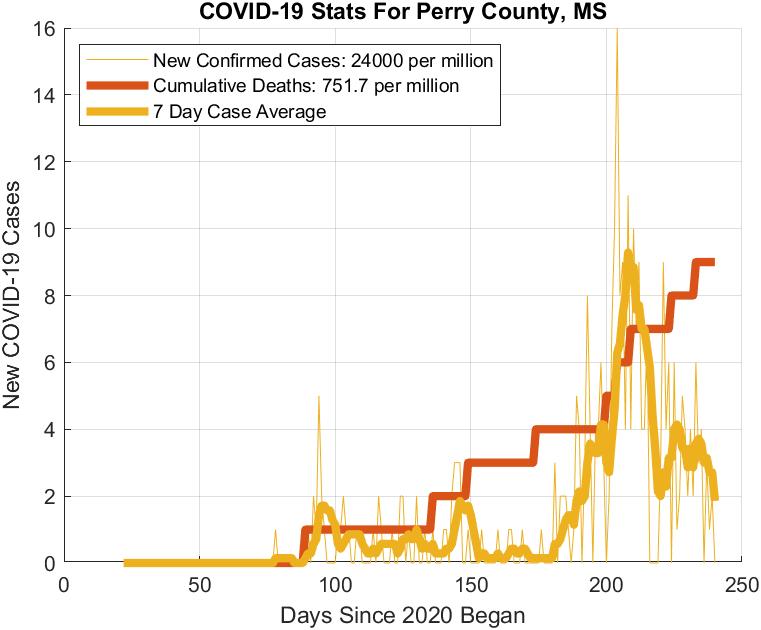 COVID-19 Stats For Perry County, MS
New Confirmed Cases: 24000 per million
Cumulative Deaths: 751.7 per million
7 Day Case Average
New COVID-19 Cases
16
14
12
10
8
6
4
2
0
0 50 100 150 200 250
Days Since 2020 Began